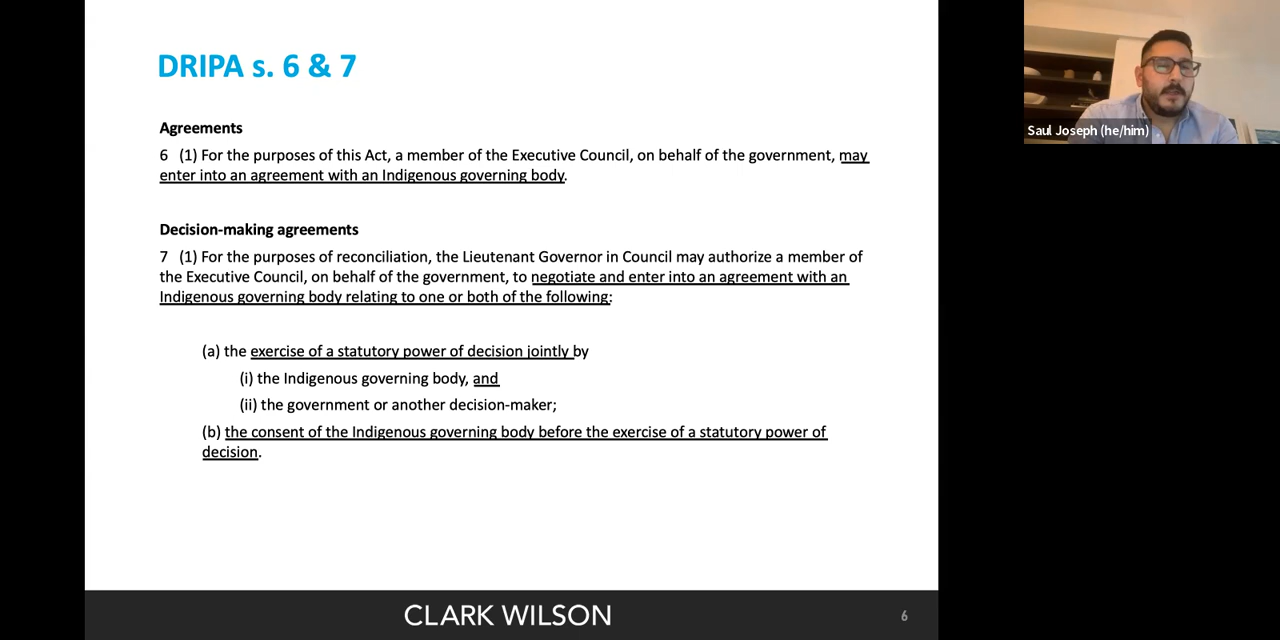 DRIPA s. 6 & 7
Agreements
6 (1) For the purposes of this Act, a member of the Executive Council, on behalf of the government, may
enter into an agreement with an Indigenous governing body.
Decision-making agreements
7 (1) For the purposes of reconciliation, the Lieutenant Governor in Council may authorize a member of
the Executive Council, on behalf of the government, to negotiate and enter into an agreement with an
Indigenous governing body relating to one or both of the following:
(a) the exercise of a statutory power of decision jointly by
(i) the Indigenous governing body, and
(ii) the government or another decision-maker;
(b) the consent of the Indigenous governing body before the exercise of a statutory power of
decision.
CLARK WILSON
6
Saul Joseph (he/him)